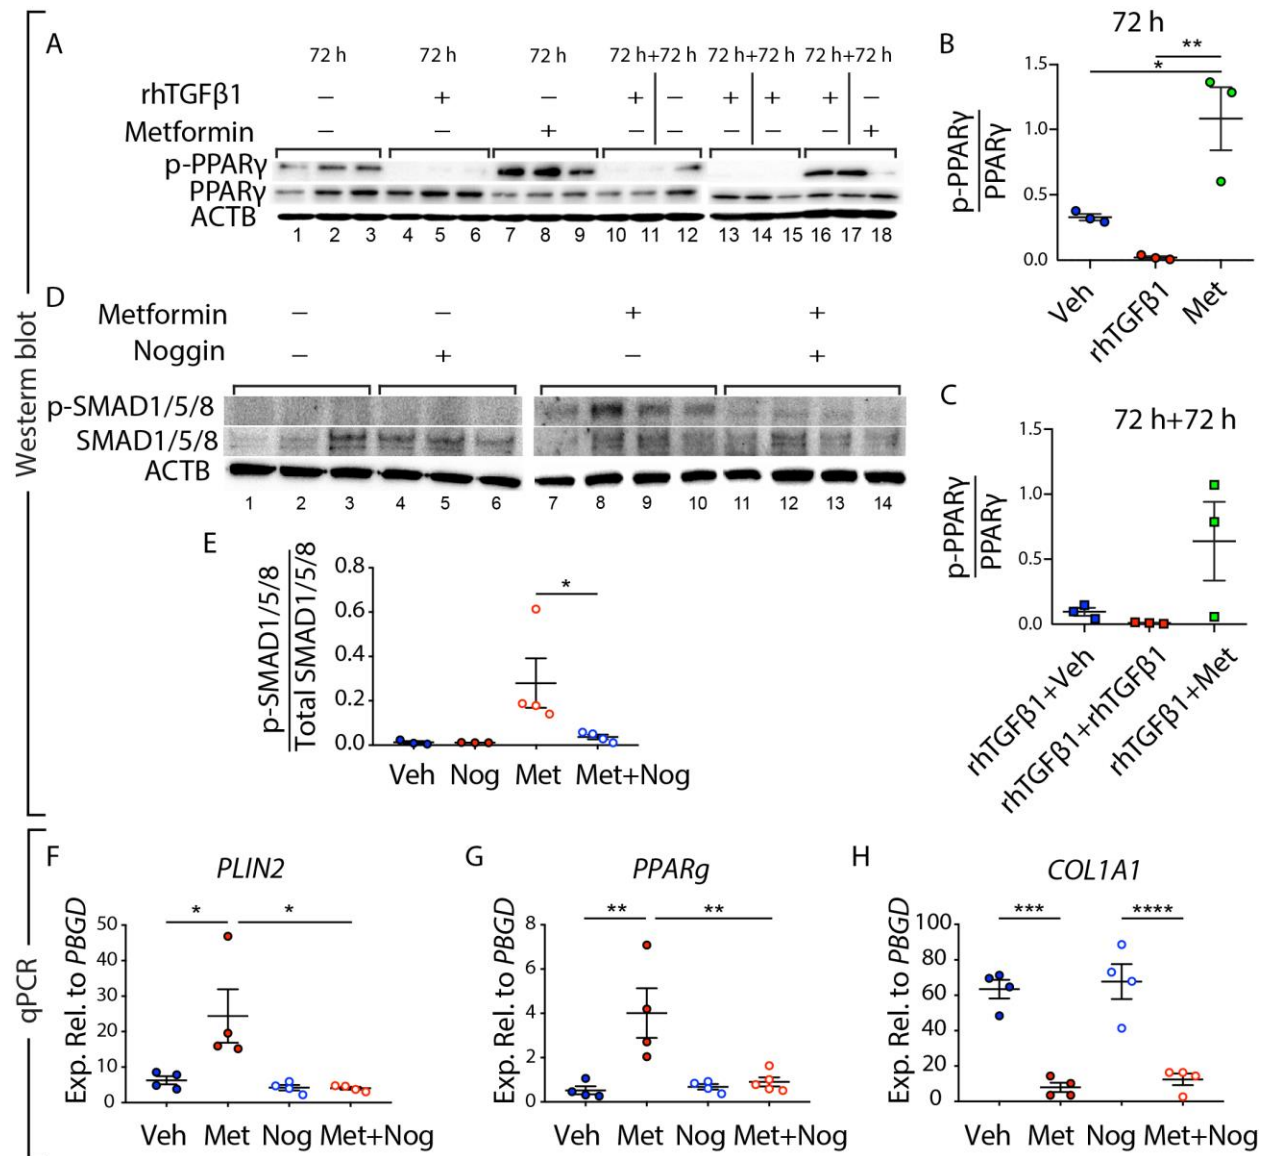 Westerm blot
A
72 h 72 h 72 h 72 h+72 h 72 h+72 h 72 h+72 h
rhTGFβ1 – + – + – + + + –
Metformin – – + – – – – – +
p-PPARγ
PPARγ
ACTB
1 2 3 4 5 6 7 8 9 10 11 12 13 14 15 16 17 18
B
72 h
** 
*
p-PPARγ
PPARγ
1.5
1.0
0.5
0.0
Veh rhTGFβ1 Met
C
72 h+72 h
p-PPARγ
PPARγ
1.5
1.0
0.5
0.0
rhTGFβ1+Veh rhTGFβ1+rhTGFβ1 rhTGFβ1+Met
D
Metformin – – + +
Noggin – + – +
p-SMAD1/5/8
SMAD1/5/8
ACTB
1 2 3 4 5 6 7 8 9 10 11 12 13 14
E
p-SMAD1/5/8
Total SMAD1/5/8
0.8
0.6
0.4
0.2
0.0
*
Veh Nog Met Met+Nog
qPCR
F
PLIN2
Exp. Rel. to PBGD
50
40
30
20
10
0
* *
Veh Met Nog Met+Nog
G
PPARg
Exp. Rel. to PBGD
8
6
4
2
0
** **
Veh Met Nog Met+Nog
H
COL1A1
Exp. Rel. to PBGD
100
80
60
40
20
0
*** ****
Veh Met Nog Met+Nog